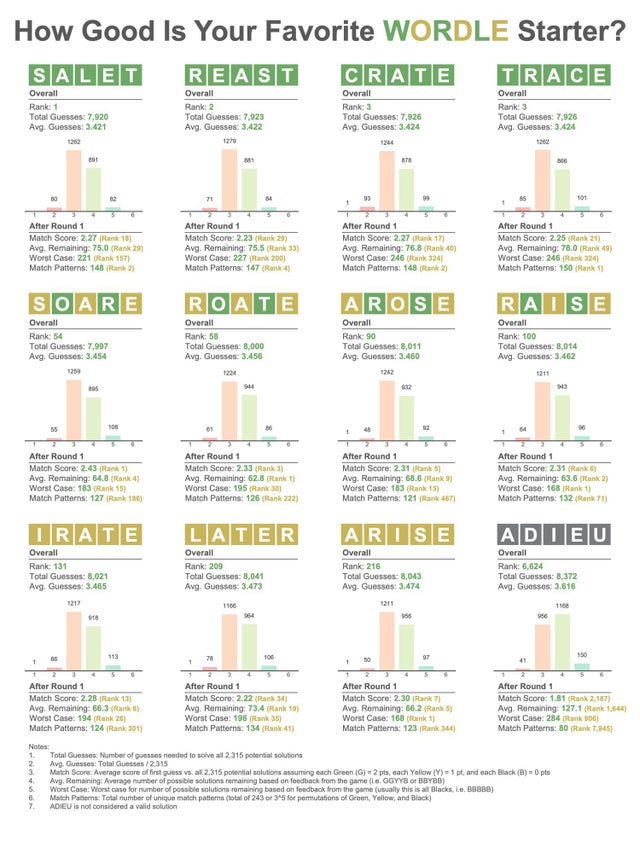 How Good Is Your Favorite WORDLE Starter?
SALET
Overall
Rank: 1
Total Guesses: 7,920
Avg. Guesses: 3.421
1262
891
80
82
1 2 3 4 5 6
After Round 1
Match Score: 2.27 (Rank 18)
Avg. Remaining: 75.0 (Rank 29)
Worst Case: 221 (Rank 157)
Match Patterns: 148 (Rank 2)
REAST
Overall
Rank: 2
Total Guesses: 7,923
Avg. Guesses: 3.422
1279
881
71
84
1 2 3 4 5 6
After Round 1
Match Score: 2.23 (Rank 29)
Avg. Remaining: 75.5 (Rank 33)
Worst Case: 227 (Rank 200)
Match Patterns: 147 (Rank 4)
CRATE
Overall
Rank: 3
Total Guesses: 7,926
Avg. Guesses: 3.424
1244
878
1
93
99
1 2 3 4 5 6
After Round 1
Match Score: 2.27 (Rank 17)
Avg. Remaining: 76.8 (Rank 40)
Worst Case: 246 (Rank 324)
Match Patterns: 148 (Rank 2)
TRACE
Overall
Rank: 3
Total Guesses: 7,926
Avg. Guesses: 3.424
1262
866
1
85
101
1 2 3 4 5 6
After Round 1
Match Score: 2.25 (Rank 21)
Avg. Remaining: 78.0 (Rank 49)
Worst Case: 246 (Rank 324)
Match Patterns: 150 (Rank 1)
SOARE
Overall
Rank: 54
Total Guesses: 7,997
Avg. Guesses: 3.454
1259
895
55
106
1 2 3 4 5 6
After Round 1
Match Score: 2.43 (Rank 1)
Avg. Remaining: 64.8 (Rank 4)
Worst Case: 183 (Rank 15)
Match Patterns: 127 (Rank 186)
ROATE
Overall
Rank: 58
Total Guesses: 8,000
Avg. Guesses: 3.456
1224
944
61
86
1 2 3 4 5 6
After Round 1
Match Score: 2.33 (Rank 3)
Avg. Remaining: 62.8 (Rank 1)
Worst Case: 195 (Rank 30)
Match Patterns: 126 (Rank 222)
AROSE
Overall
Rank: 90
Total Guesses: 8,011
Avg. Guesses: 3.460
1242
932
1
48
92
1 2 3 4 5 6
After Round 1
Match Score: 2.31 (Rank 5)
Avg. Remaining: 68.6 (Rank 9)
Worst Case: 183 (Rank 15)
Match Patterns: 121 (Rank 467)
RAISE
Overall
Rank: 100
Total Guesses: 8,014
Avg. Guesses: 3.462
1211
943
1
64
96
1 2 3 4 5 6
After Round 1
Match Score: 2.31 (Rank 6)
Avg. Remaining: 63.6 (Rank 2)
Worst Case: 168 (Rank 1)
Match Patterns: 132 (Rank 71)
IRATE
Overall
Rank: 131
Total Guesses: 8,021
Avg. Guesses: 3.465
1217
918
1
66
113
1 2 3 4 5 6
After Round 1
Match Score: 2.28 (Rank 13)
Avg. Remaining: 66.3 (Rank 6)
Worst Case: 194 (Rank 26)
Match Patterns: 124 (Rank 301)
LATER
Overall
Rank: 209
Total Guesses: 8,041
Avg. Guesses: 3.473
1166
964
1
78
106
1 2 3 4 5 6
After Round 1
Match Score: 2.22 (Rank 34)
Avg. Remaining: 73.4 (Rank 19)
Worst Case: 196 (Rank 35)
Match Patterns: 134 (Rank 41)
ARISE
Overall
Rank: 216
Total Guesses: 8,043
Avg. Guesses: 3.474
1211
956
1
50
97
1 2 3 4 5 6
After Round 1
Match Score: 2.30 (Rank 7)
Avg. Remaining: 66.2 (Rank 5)
Worst Case: 168 (Rank 1)
Match Patterns: 123 (Rank 344)
ADIEU
Overall
Rank: 6,624
Total Guesses: 8,372
Avg. Guesses: 3.616
1168
956
41
150
1 2 3 4 5 6
After Round 1
Match Score: 1.81 (Rank 2,187)
Avg. Remaining: 127.1 (Rank 1,644)
Worst Case: 284 (Rank 906)
Match Patterns: 80 (Rank 7,945)
Notes:
1. Total Guesses: Number of guesses needed to solve all 2,315 potential solutions
2. Avg. Guesses: Total Guesses / 2,315
3. Match Score: Average score of first guess vs. all 2,315 potential solutions assuming each Green (G) = 2 pts, each Yellow (Y) = 1 pt, and each Black (B) = 0 pts
4. Avg. Remaining: Average number of possible solutions remaining based on feedback from the game (i.e. GGYYB or BBYBB)
5. Worst Case: Worst case for number of possible solutions remaining based on feedback from the game (usually this is all Blacks, i.e. BBBBB)
6. Match Patterns: Total number of unique match patterns (total of 243 or 3^5 for permutations of Green, Yellow, and Black)
7. ADIEU is not considered a valid solution